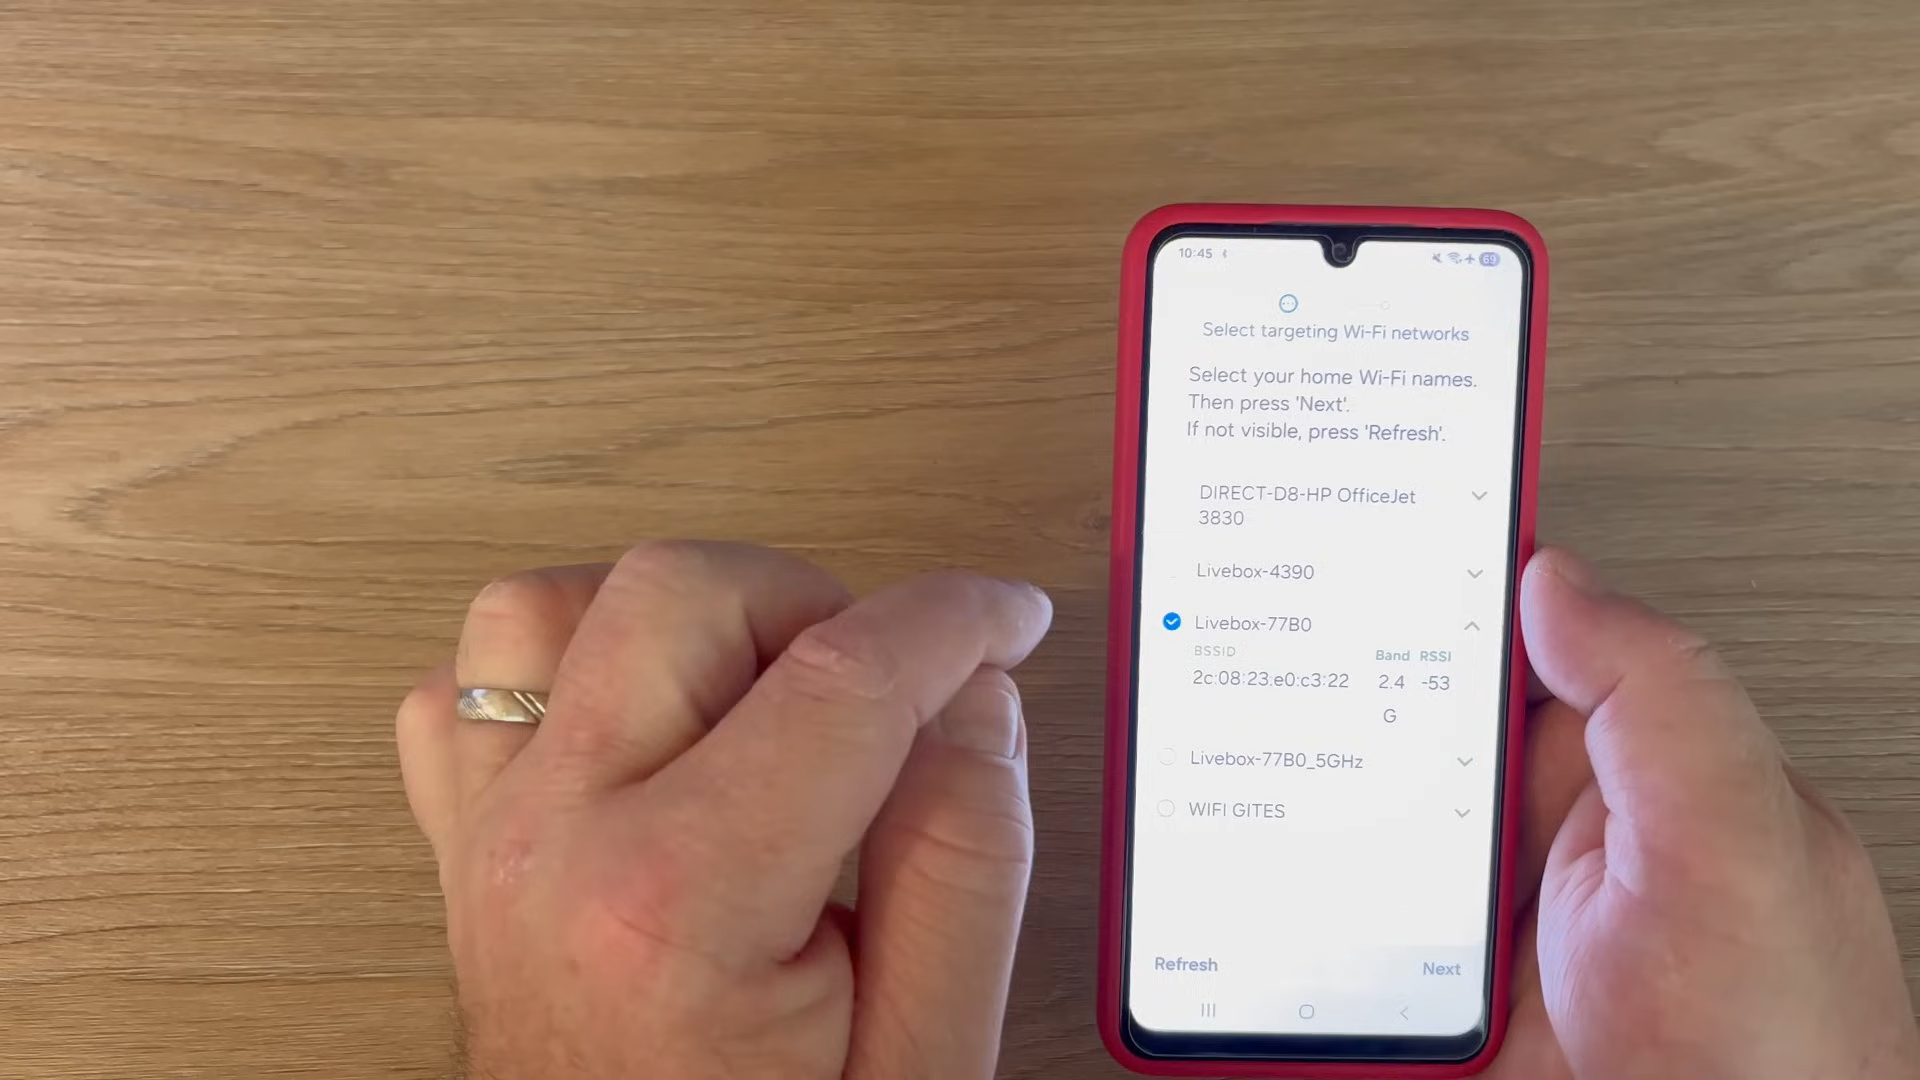 10:45
69
Select targeting Wi-Fi networks
Select your home Wi-Fi names.
Then press 'Next'.
If not visible, press 'Refresh'.
DIRECT-D8-HP OfficeJet
3830
Livebox-4390
Livebox-77B0
BSSID Band RSSI
2c:08:23:e0:c3:22 2.4 -53
G
Livebox-77B0_5GHz
WIFI GITES
Refresh Next